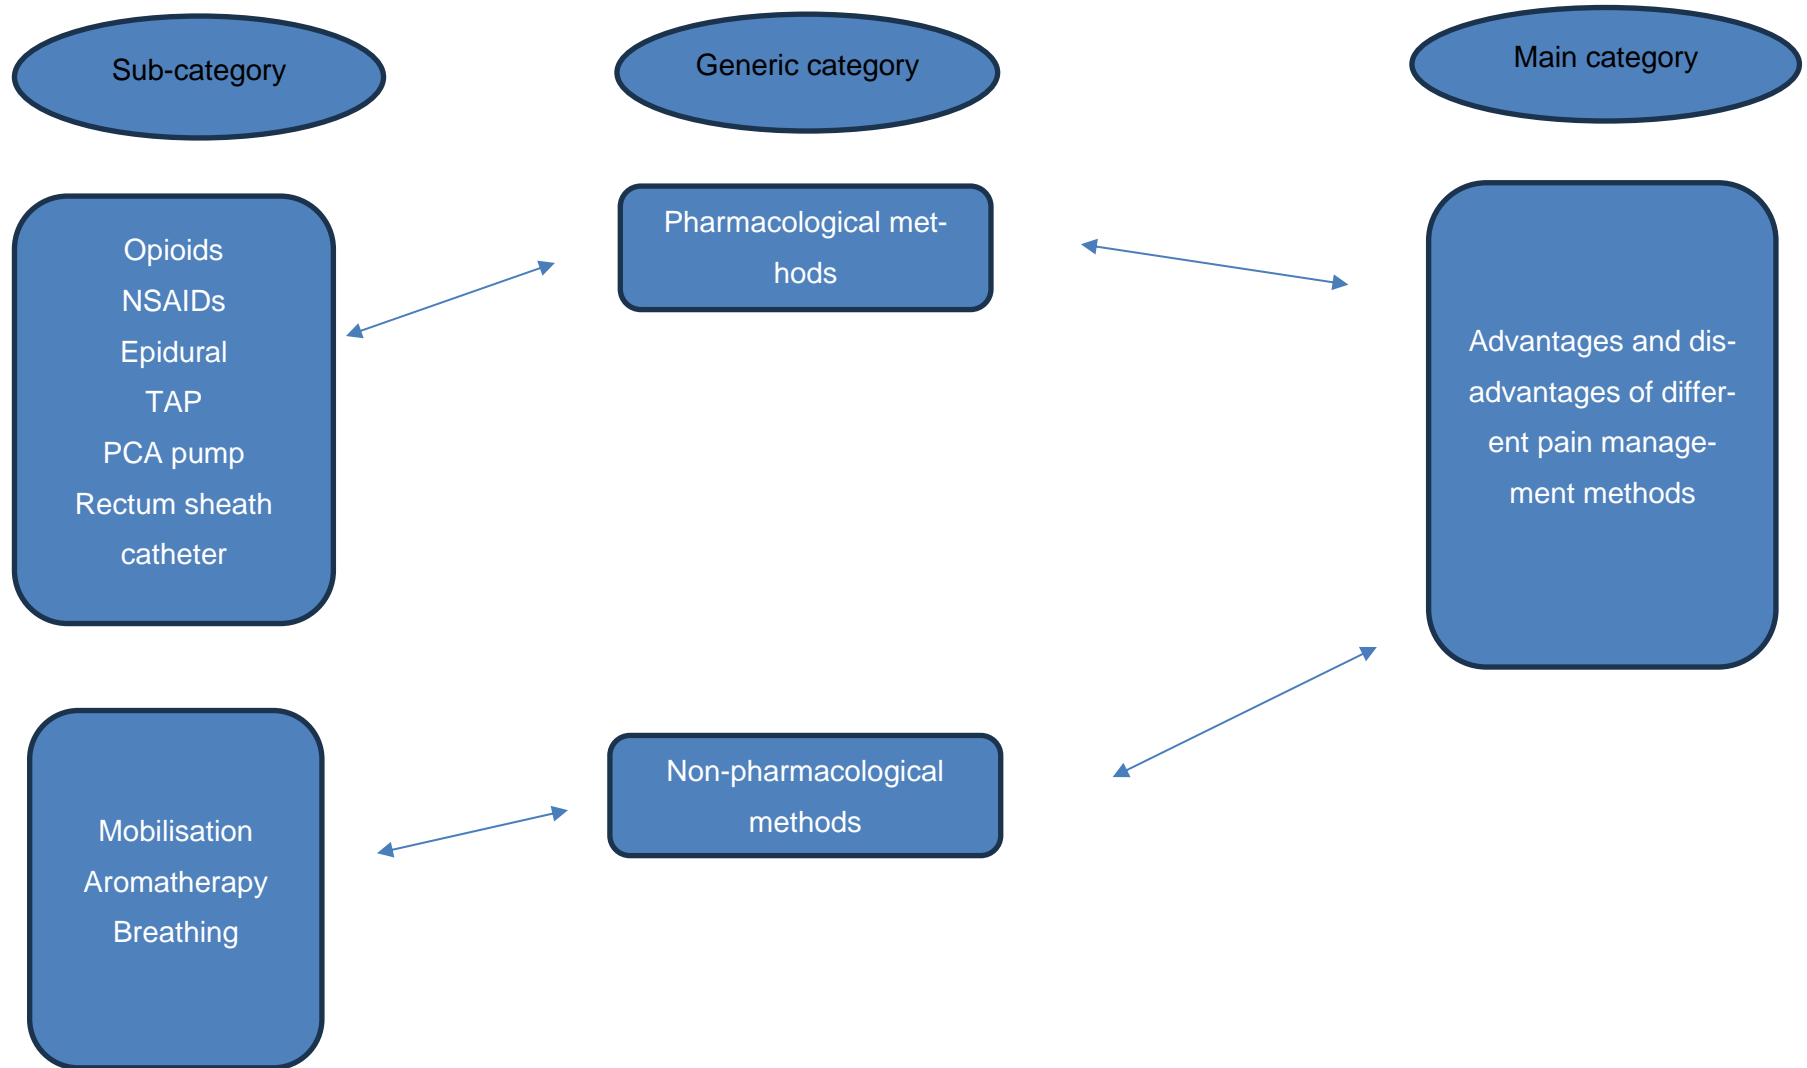 Sub-category
Generic category
Main category
Opioids
NSAIDs
Epidural
TAP
PCA pump
Rectum sheath
catheter
Pharmacological met-
hods
Advantages and dis-
advantages of differ-
ent pain manage-
ment methods
Mobilisation
Aromatherapy
Breathing
Non-pharmacological
methods